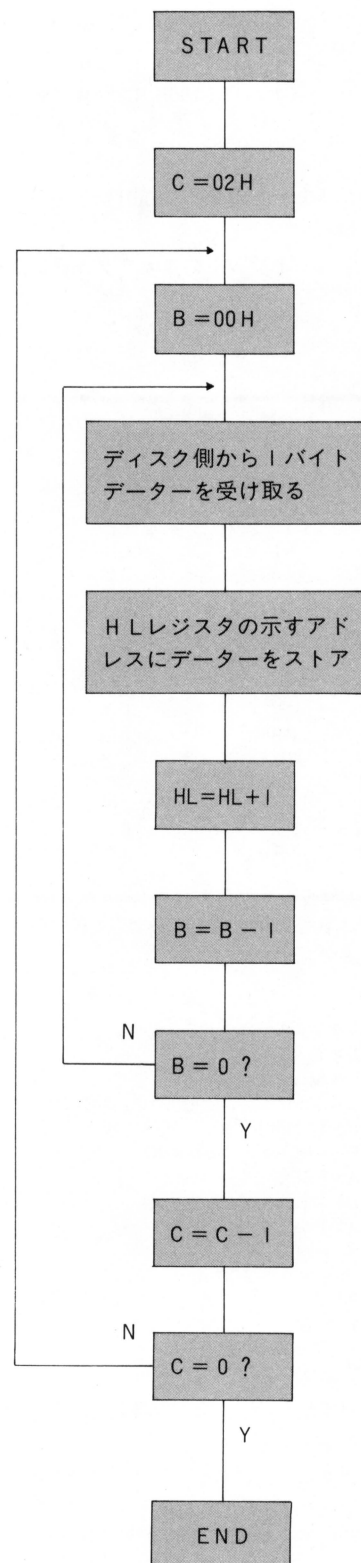 START
C=02H
B=00H
ディスク側から1バイト
データーを受け取る
HLレジスタの示すアド
レスにデーターをストア
HL=HL+1
B=B-1
N
B=0?
Y
C=C-1
N
C=0?
Y
END